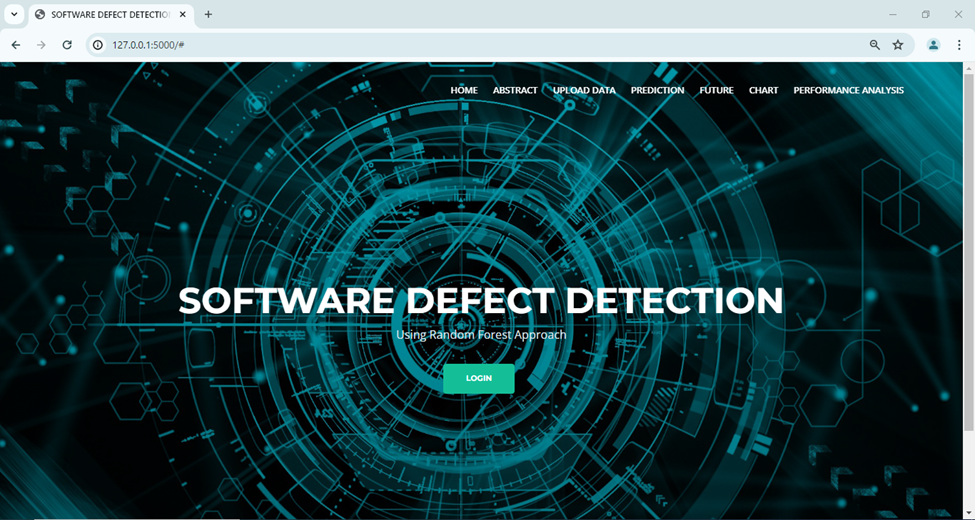 SOFTWARE DEFECT DETECTIO
127.0.0.1:5000/#
HOME ABSTRACT UPLOAD DATA PREDICTION FUTURE CHART PERFORMANCE ANALYSIS
SOFTWARE DEFECT DETECTION
Using Random Forest Approach
LOGIN